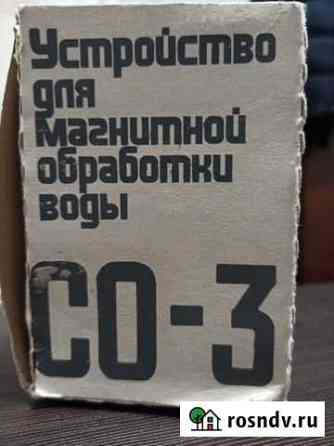 Устройство
для
магнитной
обработки
воды
СО-3
rosndv.ru